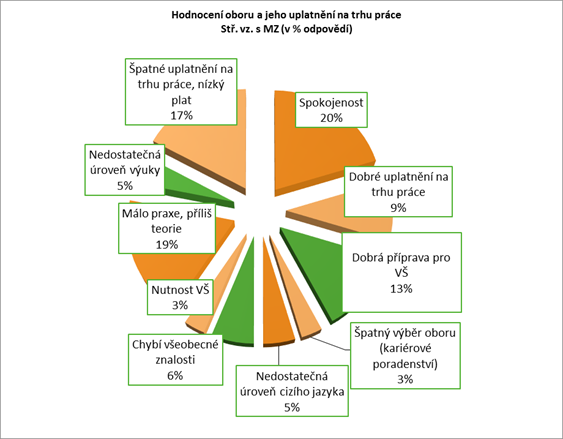 Hodnocení oboru a jeho uplatnění na trhu práce
Stř. vz. s MZ (v % odpovědí)
Spokojenost
20%
Dobré uplatnění na
trhu práce
9%
Dobrá příprava pro
VŠ
13%
Špatný výběr oboru
(kariérové
poradenství)
3%
Nedostatečná
úroveň cizího jazyka
5%
Chybí všeobecné
znalosti
6%
Nutnost VŠ
3%
Málo praxe, příliš
teorie
19%
Nedostatečná
úroveň výuky
5%
Špatné uplatnění na
trhu práce, nízký
plat
17%